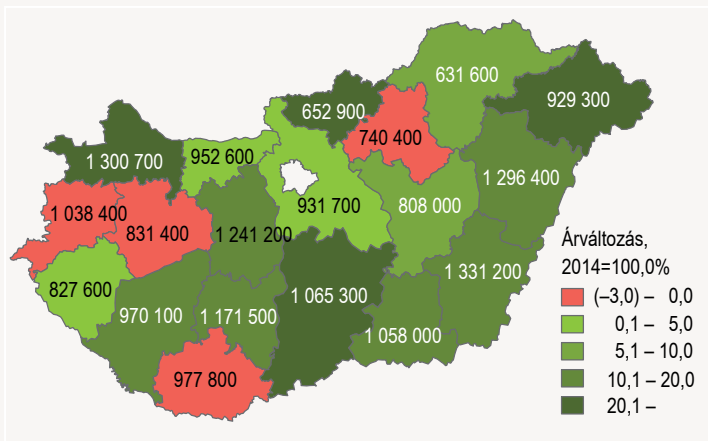 631 600
929 300
652 900
740 400
1 300 700
952 600
1 296 400
1 038 400
931 700
808 000
831 400
1 241 200
Árváltozás,
2014=100,0%
1 331 200
827 600
1 065 300
(–3,0) – 0,0
970 100
1 171 500
0,1 – 5,0
1 058 000
5,1 – 10,0
977 800
10,1 – 20,0
20,1 –